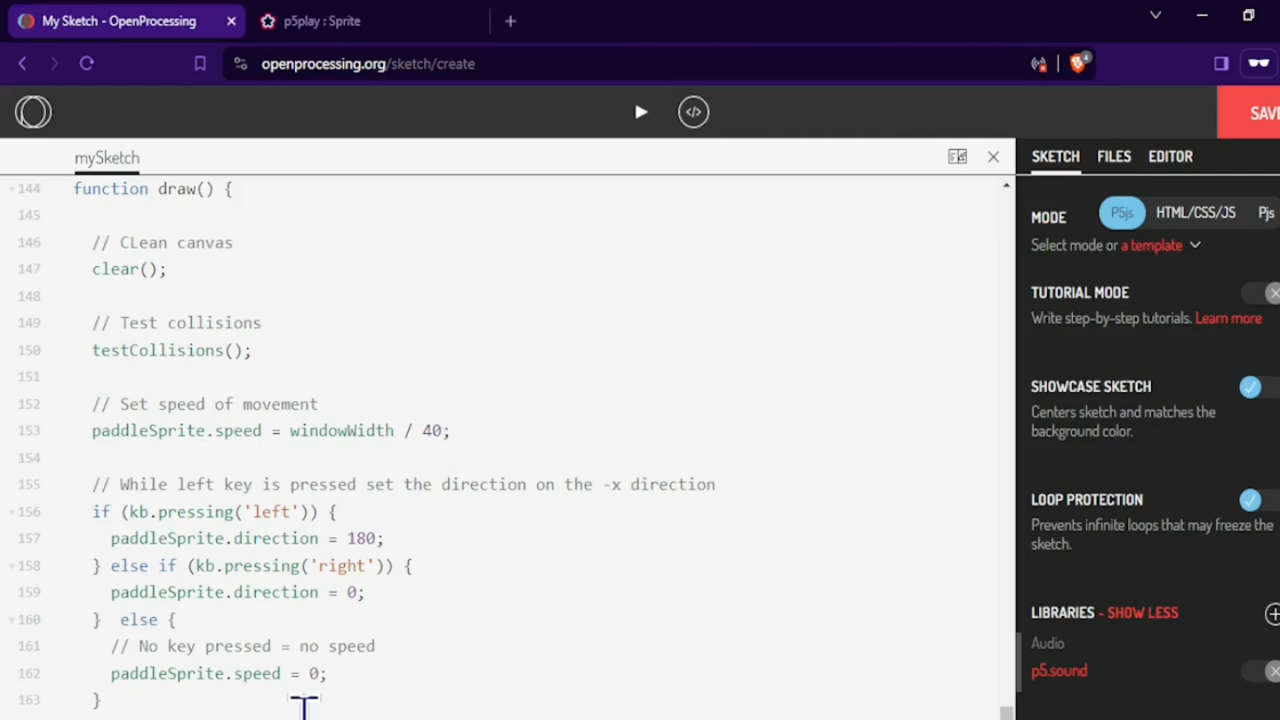 My Sketch - OpenProcessing
p5play : Sprite
openprocessing.org/sketch/create
4
</>
SAVE
mySketch
SKETCH FILES EDITOR
144 function draw() {
145
146 // CLean canvas
147 clear();
148
149 // Test collisions
150 testCollisions();
151
152 // Set speed of movement
153 paddleSprite.speed = windowWidth / 40;
154
155 // While left key is pressed set the direction on the -x direction
156 if (kb.pressing('left')) {
157 paddleSprite.direction = 180;
158 } else if (kb.pressing('right')) {
159 paddleSprite.direction = 0;
160 } else {
161 // No key pressed = no speed
162 paddleSprite.speed = 0;
163 }
MODE P5js HTML/CSS/JS Pjs
Select mode or a template
TUTORIAL MODE
Write step-by-step tutorials. Learn more
SHOWCASE SKETCH
Centers sketch and matches the
background color.
LOOP PROTECTION
Prevents infinite loops that may freeze the
sketch.
LIBRARIES - SHOW LESS
Audio
p5.sound